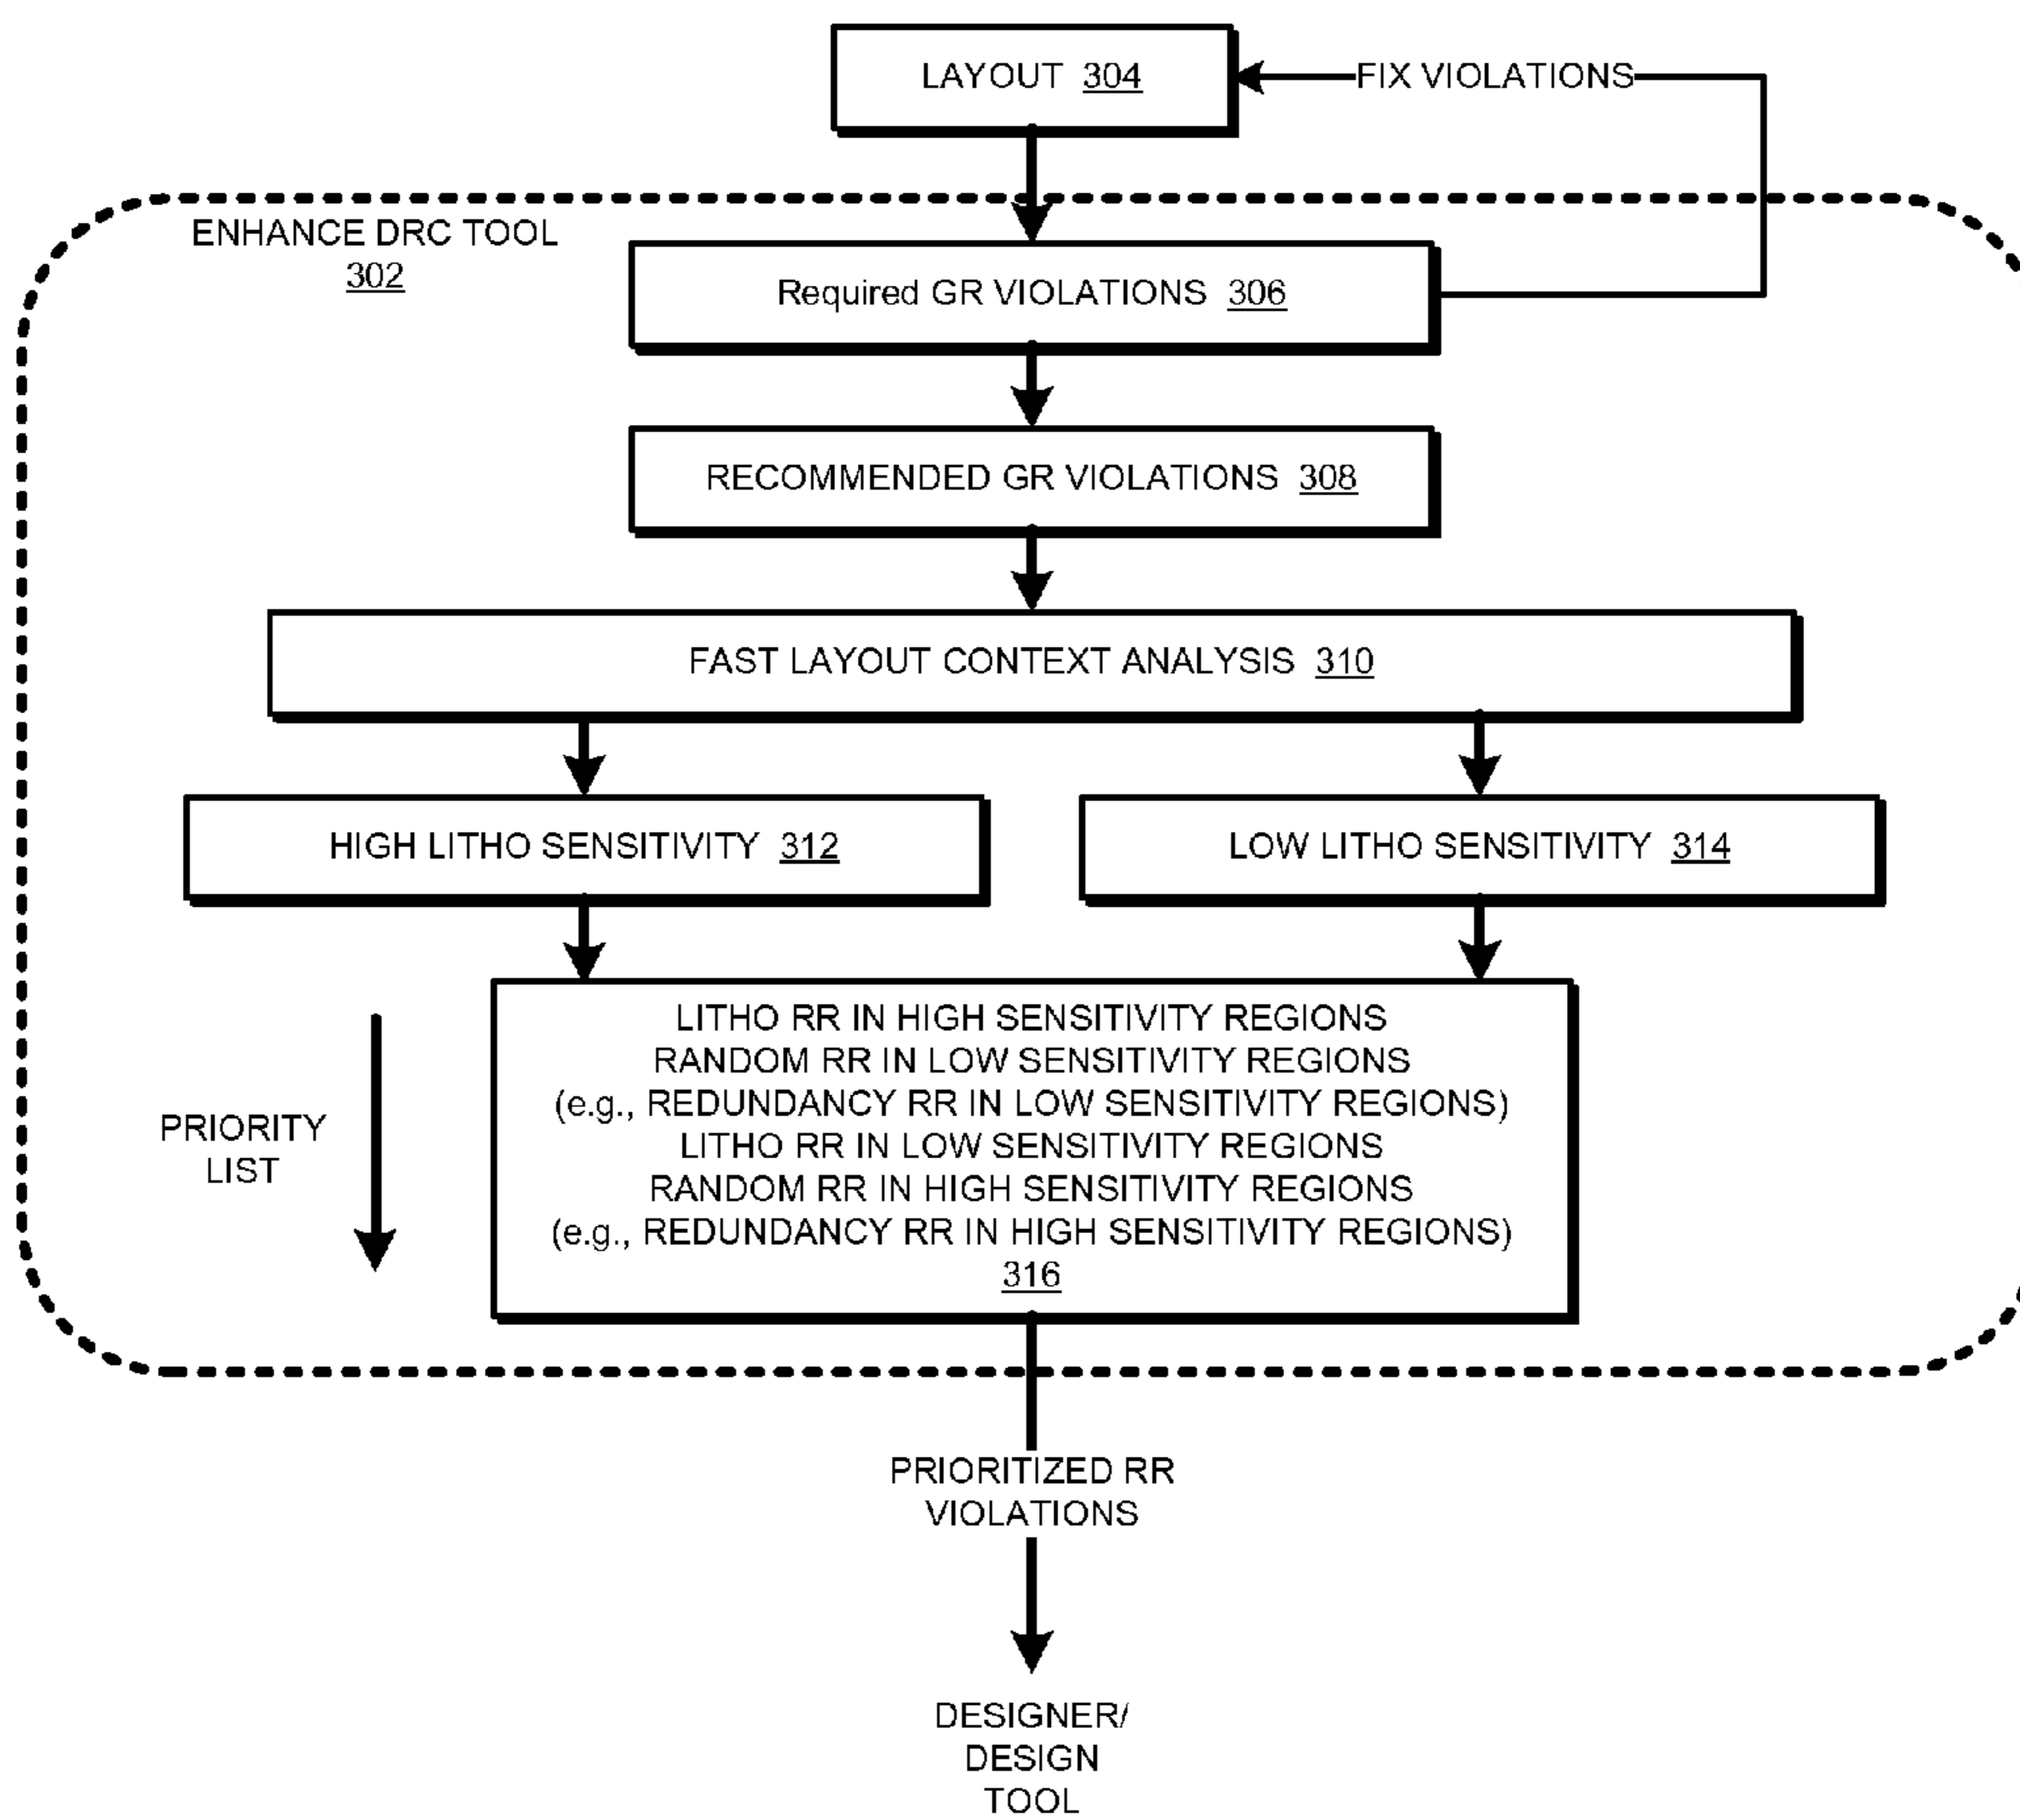 LAYOUT 304
FIX VIOLATIONS
ENHANCE DRC TOOL
302
Required GR VIOLATIONS 306
RECOMMENDED GR VIOLATIONS 308
FAST LAYOUT CONTEXT ANALYSIS 310
HIGH LITHO SENSITIVITY 312
LOW LITHO SENSITIVITY 314
PRIORITY
LIST
LITHO RR IN HIGH SENSITIVITY REGIONS
RANDOM RR IN LOW SENSITIVITY REGIONS
(e.g., REDUNDANCY RR IN LOW SENSITIVITY REGIONS)
LITHO RR IN LOW SENSITIVITY REGIONS
RANDOM RR IN HIGH SENSITIVITY REGIONS
(e.g., REDUNDANCY RR IN HIGH SENSITIVITY REGIONS)
316
PRIORITIZED RR
VIOLATIONS
DESIGNER/
DESIGN
TOOL